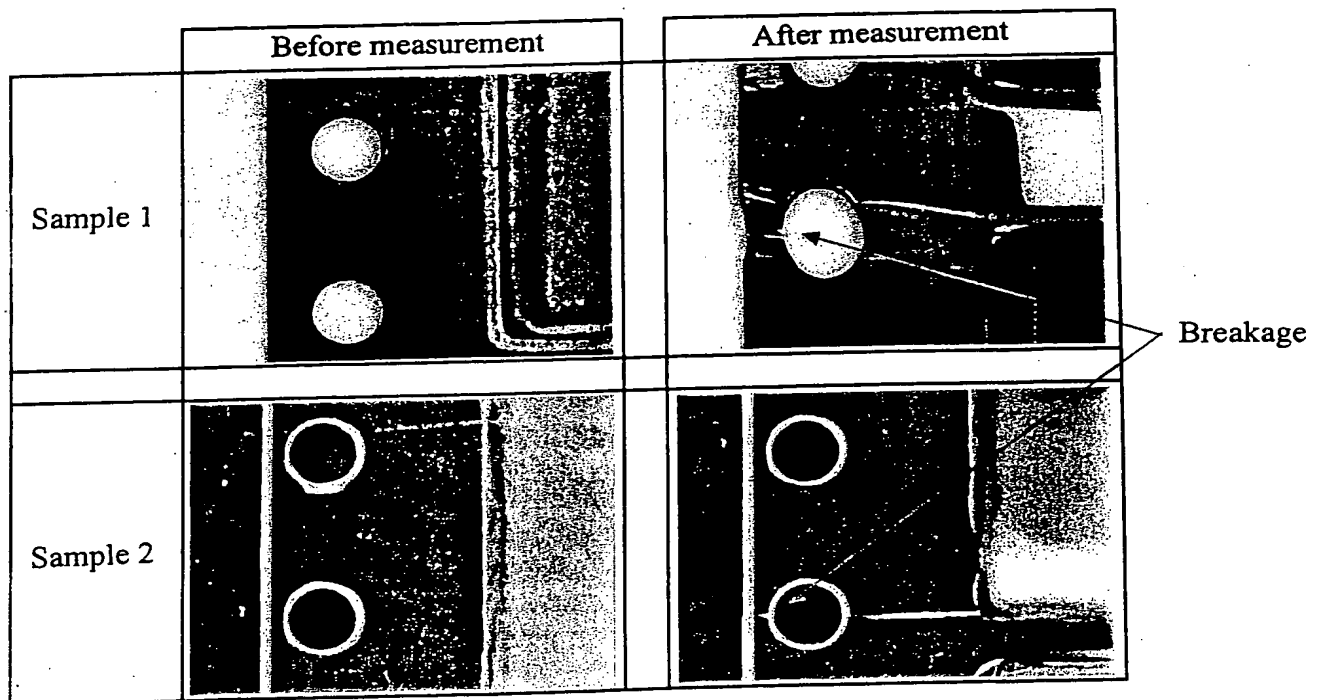 Before measurement
After measurement
Sample 1
Breakage
Sample 2